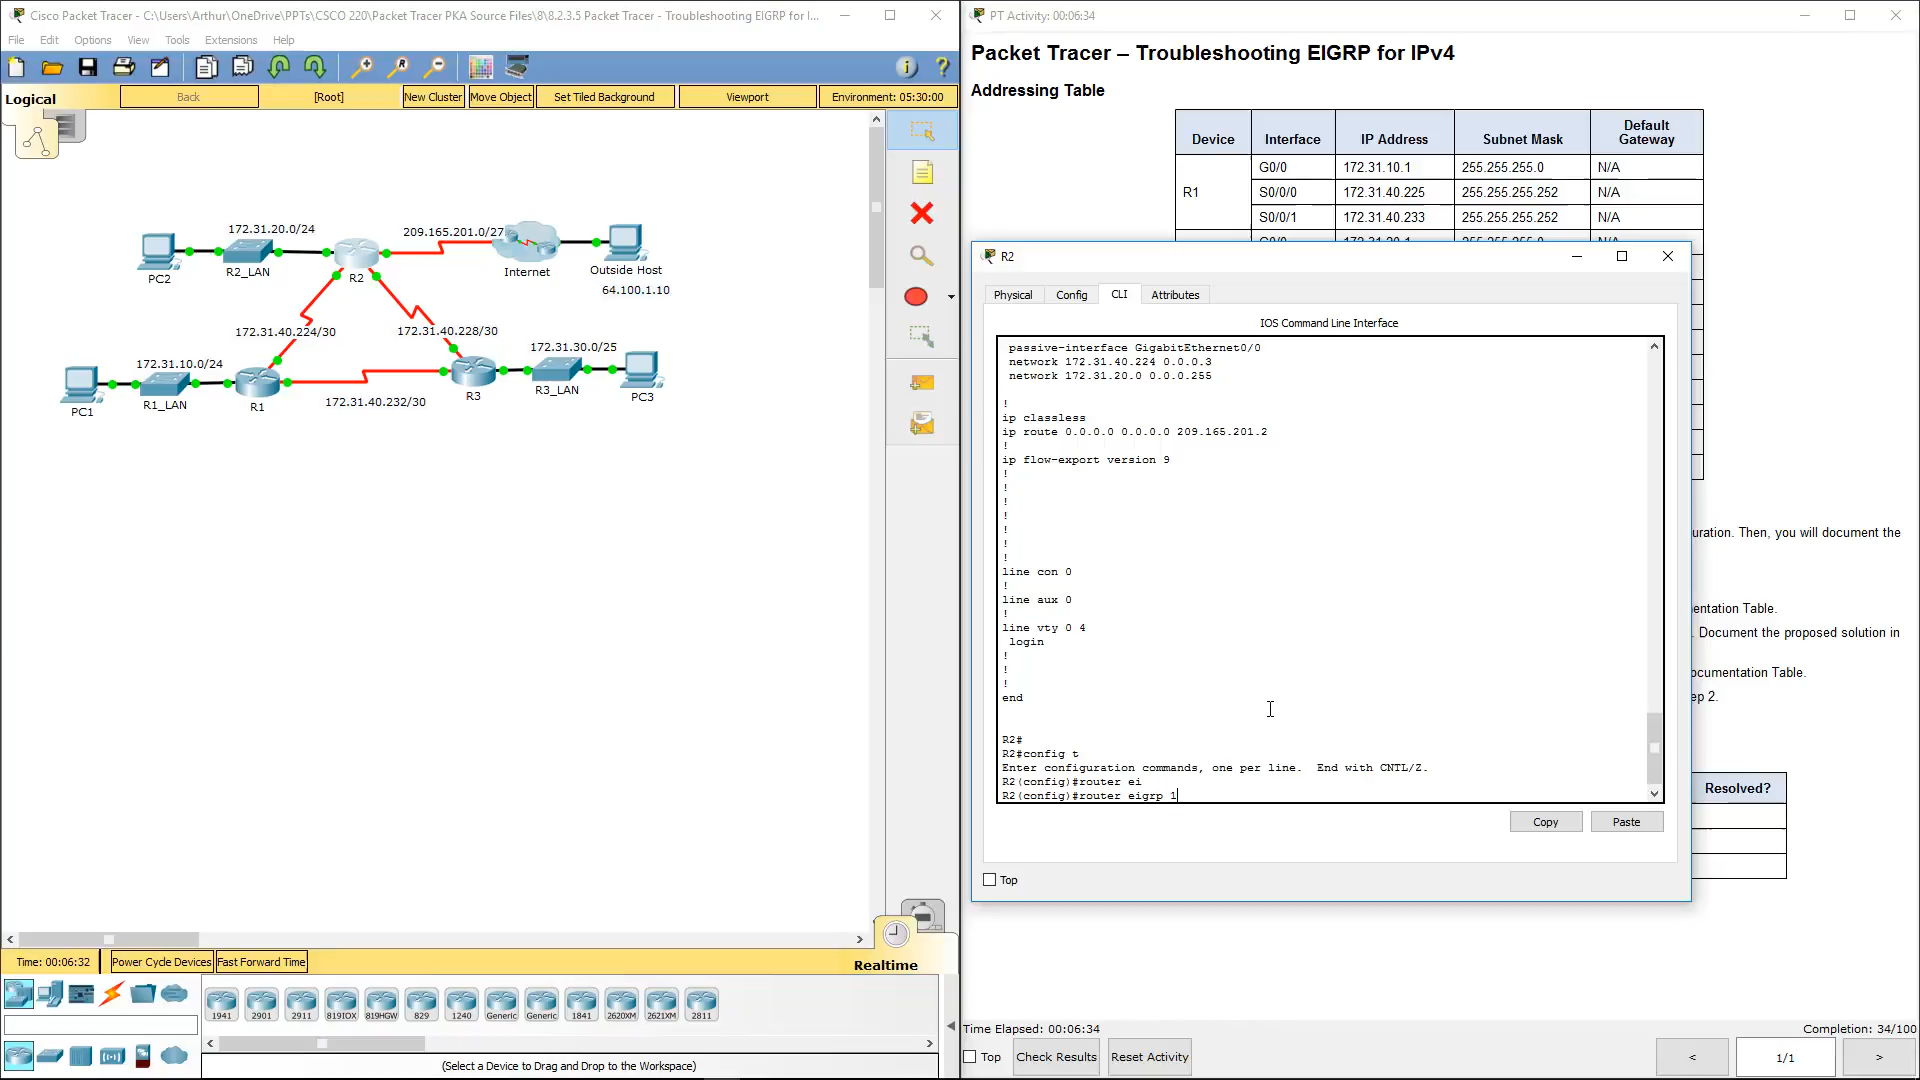 Cisco Packet Tracer - C:\Users\Arthur\OneDrive\PPTs\CSCO 220\Packet Tracer PKA Source Files\8\8.2.3.5 Packet Tracer - Troubleshooting EIGRP for I...
File Edit Options View Tools Extensions Help
Logical
Back
[Root]
New Cluster
Move Object
Set Tiled Background
Viewport
Environment: 05:30:00
172.31.20.0/24
209.165.201.0/27
PC2
R2_LAN
R2
Internet
Outside Host
64.100.1.10
172.31.40.224/30
172.31.40.228/30
172.31.10.0/24
172.31.30.0/25
PC1
R1_LAN
R1
172.31.40.232/30
R3
R3_LAN
PC3
Realtime
Time: 00:06:32
Power Cycle Devices
Fast Forward Time
1941
2901
2911
819IOX
819HGW
829
1240
Generic
Generic
1841
2620XM
2621XM
2811
(Select a Device to Drag and Drop to the Workspace)
PT Activity: 00:06:34
Packet Tracer – Troubleshooting EIGRP for IPv4
Addressing Table
Device Interface IP Address Subnet Mask Default Gateway
R1
G0/0 172.31.10.1 255.255.255.0 N/A
S0/0/0 172.31.40.225 255.255.255.252 N/A
S0/0/1 172.31.40.233 255.255.255.252 N/A
R2
Physical
Config
CLI
Attributes
IOS Command Line Interface
passive-interface GigabitEthernet0/0
network 172.31.40.224 0.0.0.3
network 172.31.20.0 0.0.0.255
!
ip classless
ip route 0.0.0.0 0.0.0.0 209.165.201.2
!
ip flow-export version 9
!
!
!
!
!
!
!
line con 0
!
line aux 0
!
line vty 0 4
login
!
!
!
end
R2#
R2#config t
Enter configuration commands, one per line. End with CNTL/Z.
R2(config)#router ei
R2(config)#router eigrp 1
Copy
Paste
Top
uration. Then, you will document the
entation Table.
. Document the proposed solution in
ocumentation Table.
ep 2.
Resolved?
Time Elapsed: 00:06:34
Completion: 34/100
Top
Check Results
Reset Activity
<
1/1
>